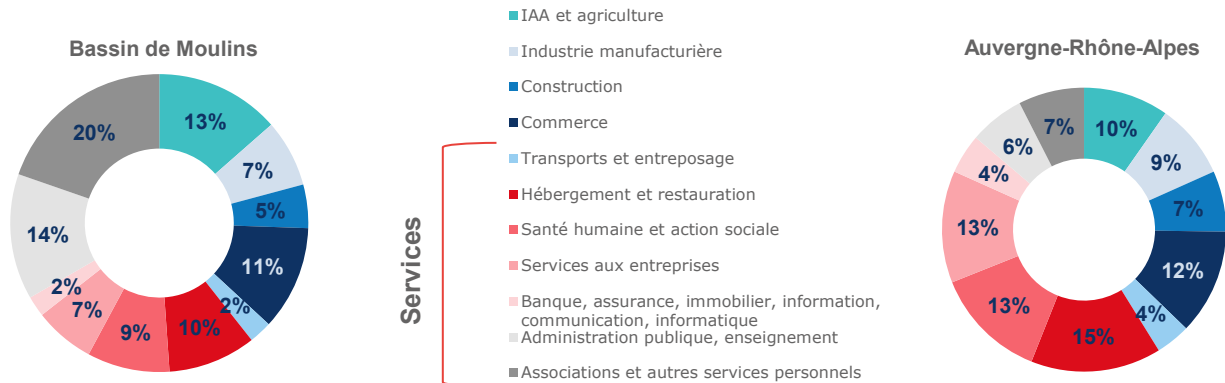 Bassin de Moulins
13%
7%
5%
11%
2%
10%
9%
7%
2%
14%
20%
Services
IAA et agriculture
Industrie manufacturière
Construction
Commerce
Transports et entreposage
Hébergement et restauration
Santé humaine et action sociale
Services aux entreprises
Banque, assurance, immobilier, information,
communication, informatique
Administration publique, enseignement
Associations et autres services personnels
Auvergne-Rhône-Alpes
10%
9%
7%
12%
4%
15%
13%
13%
4%
6%
7%